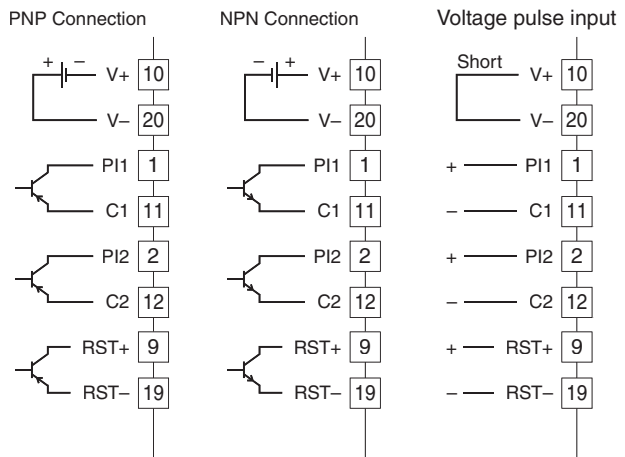 PNP Connection
+ − V+ 10
V− 20
PI1 1
C1 11
PI2 2
C2 12
RST+ 9
RST− 19
NPN Connection
− + V+ 10
V− 20
PI1 1
C1 11
PI2 2
C2 12
RST+ 9
RST− 19
Voltage pulse input
Short V+ 10
V− 20
+ PI1 1
− C1 11
+ PI2 2
− C2 12
+ RST+ 9
− RST− 19